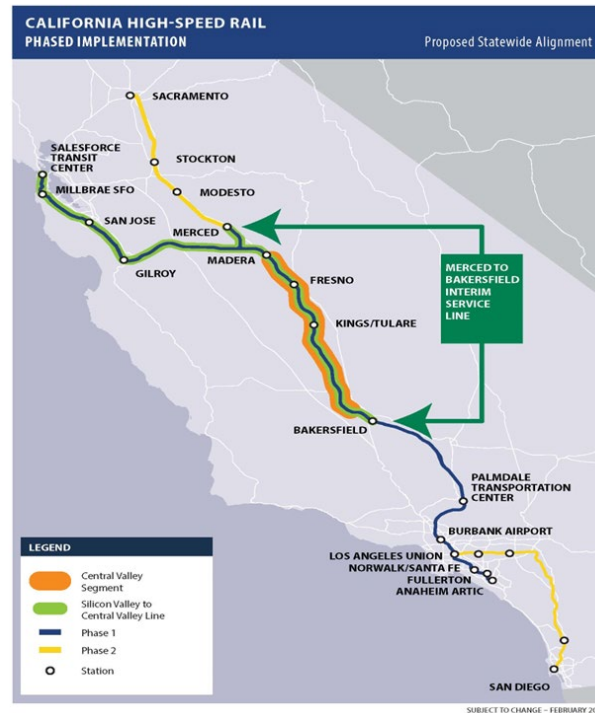 CALIFORNIA HIGH-SPEED RAIL
PHASED IMPLEMENTATION
Proposed Statewide Alignment
SACRAMENTO
SALESFORCE
TRANSIT
CENTER
STOCKTON
MILLBRAE SFO
MODESTO
SAN JOSE
MERCED
MADERA
GILROY
FRESNO
MERCED TO
BAKERSFIELD
INTERIM
SERVICE
LINE
KINGS/TULARE
BAKERSFIELD
PALMDALE
TRANSPORTATION
CENTER
BURBANK AIRPORT
LOS ANGELES UNION
NORWALK/SANTA FE
FULLERTON
ANAHEIM ARTIC
SAN DIEGO
LEGEND
Central Valley
Segment
Silicon Valley to
Central Valley Line
Phase 1
Phase 2
Station
SUBJECT TO CHANGE – FEBRUARY 20